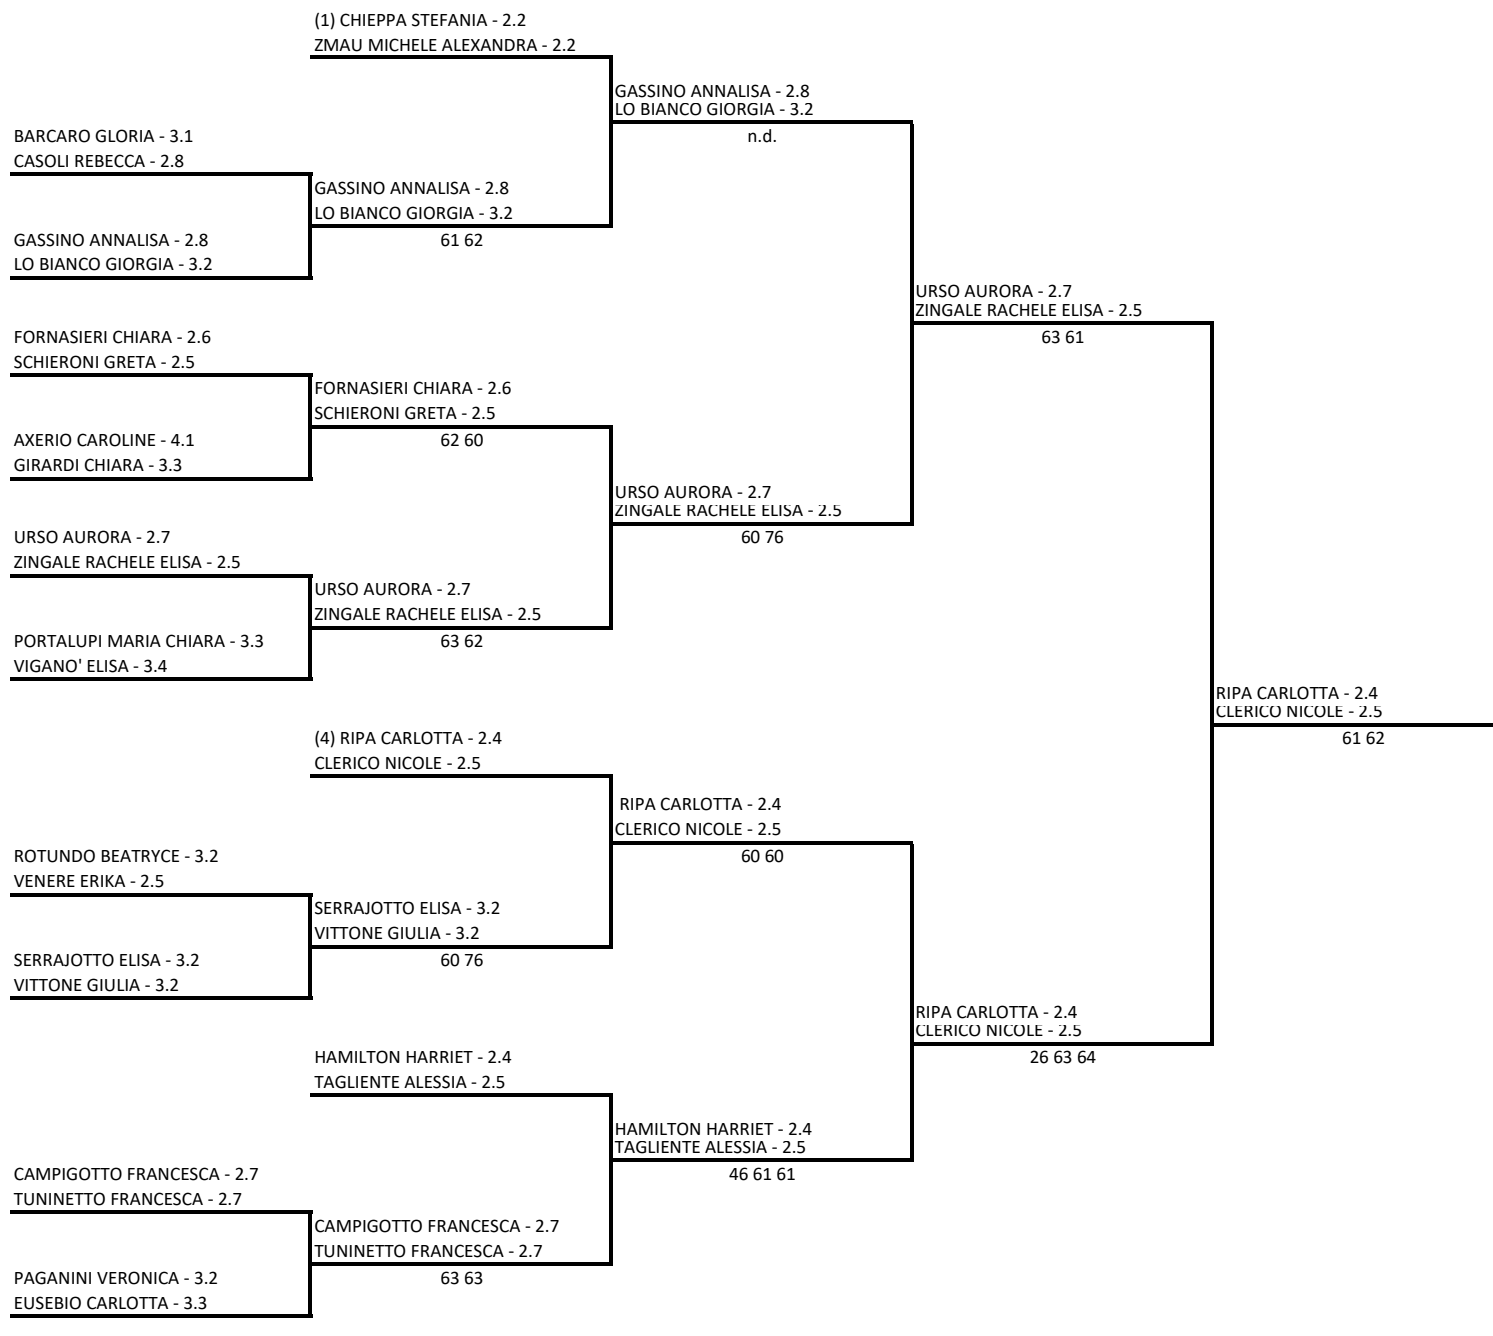 (1) CHIEPPA STEFANIA - 2.2
ZMAU MICHELE ALEXANDRA - 2.2
GASSINO ANNALISA - 2.8
LO BIANCO GIORGIA - 3.2
n.d.
BARCARO GLORIA - 3.1
CASOLI REBECCA - 2.8
GASSINO ANNALISA - 2.8
LO BIANCO GIORGIA - 3.2
61 62
GASSINO ANNALISA - 2.8
LO BIANCO GIORGIA - 3.2
URSO AURORA - 2.7
ZINGALE RACHELE ELISA - 2.5
63 61
FORNASIERI CHIARA - 2.6
SCHIERONI GRETA - 2.5
FORNASIERI CHIARA - 2.6
SCHIERONI GRETA - 2.5
62 60
AXERIO CAROLINE - 4.1
GIRARDI CHIARA - 3.3
URSO AURORA - 2.7
ZINGALE RACHELE ELISA - 2.5
60 76
URSO AURORA - 2.7
ZINGALE RACHELE ELISA - 2.5
URSO AURORA - 2.7
ZINGALE RACHELE ELISA - 2.5
63 62
PORTALUPI MARIA CHIARA - 3.3
VIGANO' ELISA - 3.4
RIPA CARLOTTA - 2.4
CLERICO NICOLE - 2.5
61 62
(4) RIPA CARLOTTA - 2.4
CLERICO NICOLE - 2.5
RIPA CARLOTTA - 2.4
CLERICO NICOLE - 2.5
60 60
ROTUNDO BEATRYCE - 3.2
VENERE ERIKA - 2.5
SERRAJOTTO ELISA - 3.2
VITTONE GIULIA - 3.2
60 76
SERRAJOTTO ELISA - 3.2
VITTONE GIULIA - 3.2
RIPA CARLOTTA - 2.4
CLERICO NICOLE - 2.5
26 63 64
HAMILTON HARRIET - 2.4
TAGLIENTE ALESSIA - 2.5
HAMILTON HARRIET - 2.4
TAGLIENTE ALESSIA - 2.5
46 61 61
CAMPIGOTTO FRANCESCA - 2.7
TUNINETTO FRANCESCA - 2.7
CAMPIGOTTO FRANCESCA - 2.7
TUNINETTO FRANCESCA - 2.7
63 63
PAGANINI VERONICA - 3.2
EUSEBIO CARLOTTA - 3.3